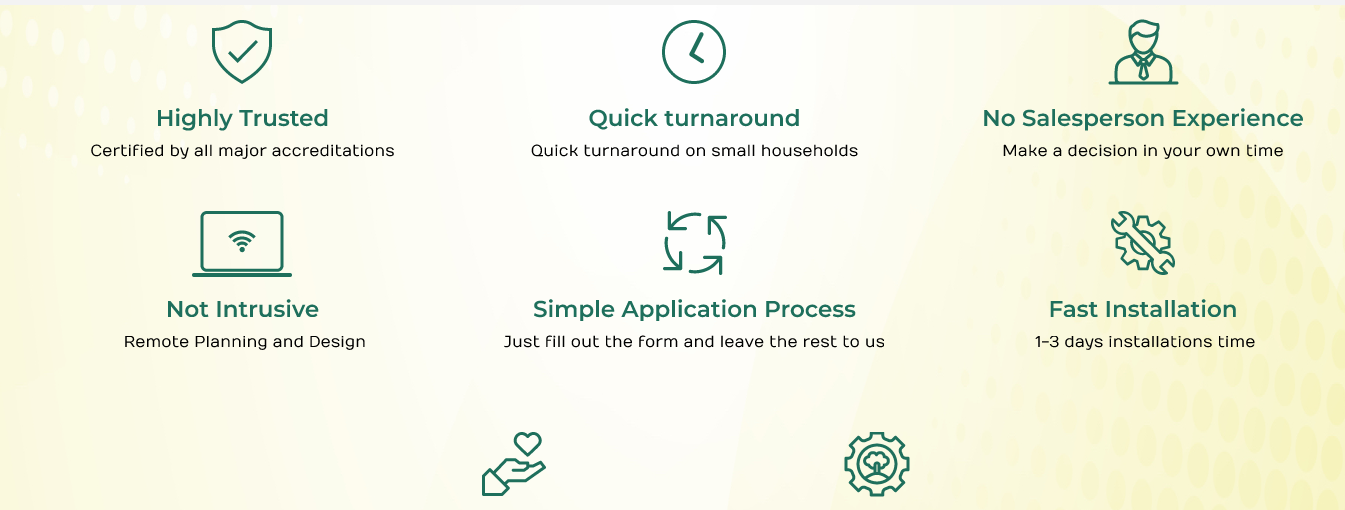 Highly Trusted
Certified by all major accreditations
Quick turnaround
Quick turnaround on small households
No Salesperson Experience
Make a decision in your own time
Not Intrusive
Remote Planning and Design
Simple Application Process
Just fill out the form and leave the rest to us
Fast Installation
1-3 days installations time